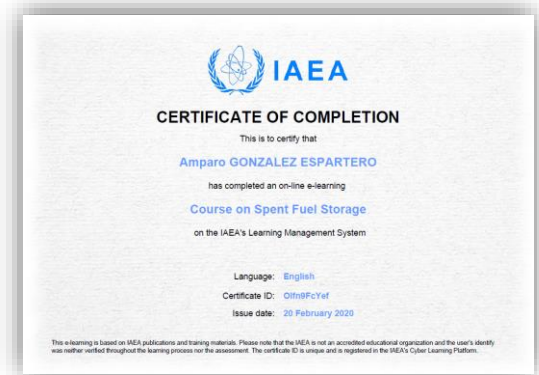 IAEA
CERTIFICATE OF COMPLETION
This is to certify that
Amparo GONZALEZ ESPARTERO
has completed an on-line e-learning
Course on Spent Fuel Storage
on the IAEA's Learning Management System
Language: English
Certificate ID: OIfn9FcYef
Issue date: 20 February 2020
This e-learning is based on IAEA publications and training materials. Please note that the IAEA is not an accredited educational organization and the user's identify
was neither verified throughout the learning process nor the assessment. The certificate ID is unique and is registered in the IAEA's Cyber Learning Platform.